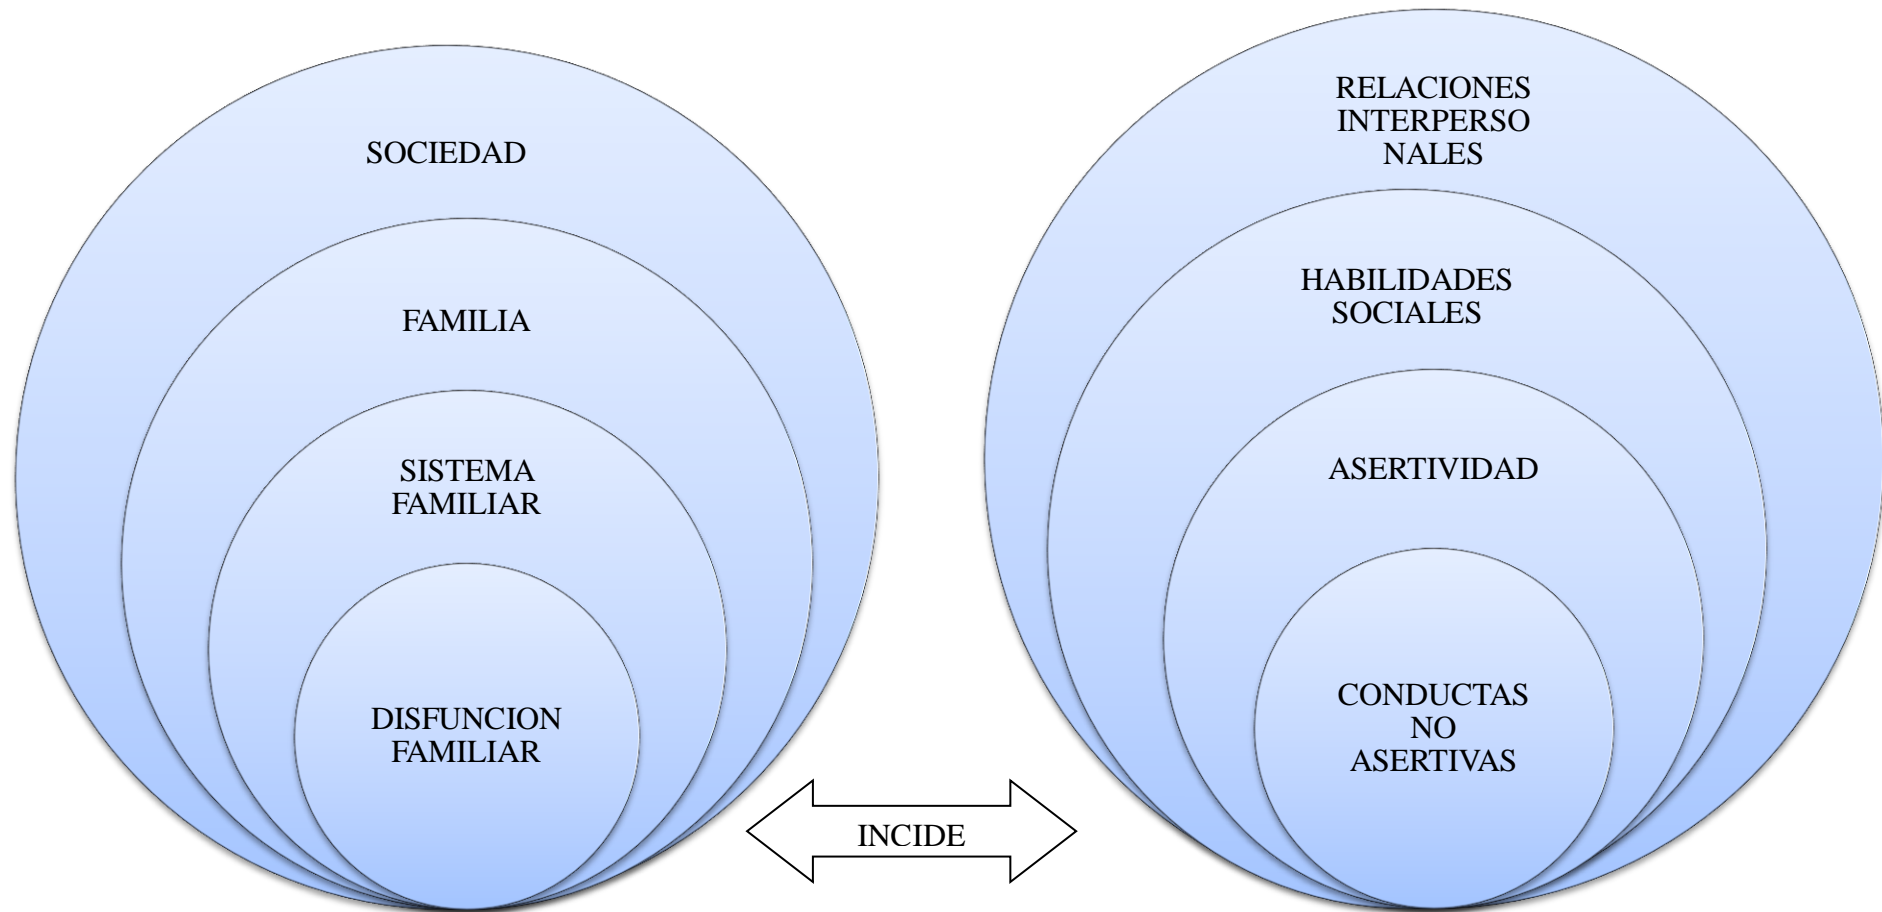 SOCIEDAD
FAMILIA
SISTEMA
FAMILIAR
DISFUNCION
FAMILIAR
INCIDE
RELACIONES
INTERPERSO
NALES
HABILIDADES
SOCIALES
ASERTIVIDAD
CONDUCTAS
NO
ASERTIVAS